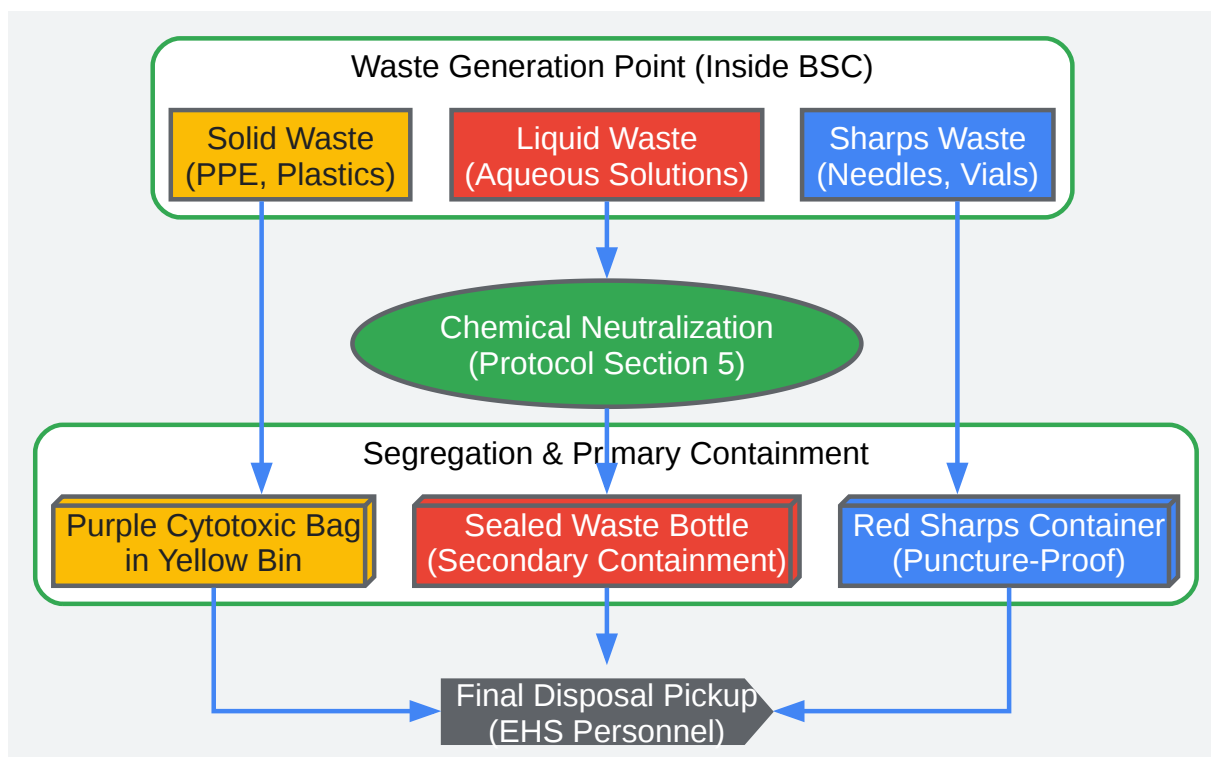 Waste Generation Point (Inside BSC)
Solid Waste
(PPE, Plastics)
Liquid Waste
(Aqueous Solutions)
Sharps Waste
(Needles, Vials)
Chemical Neutralization
(Protocol Section 5)
Segregation & Primary Containment
Purple Cytotoxic Bag
in Yellow Bin
Sealed Waste Bottle
(Secondary Containment)
Red Sharps Container
(Puncture-Proof)
Final Disposal Pickup
(EHS Personnel)